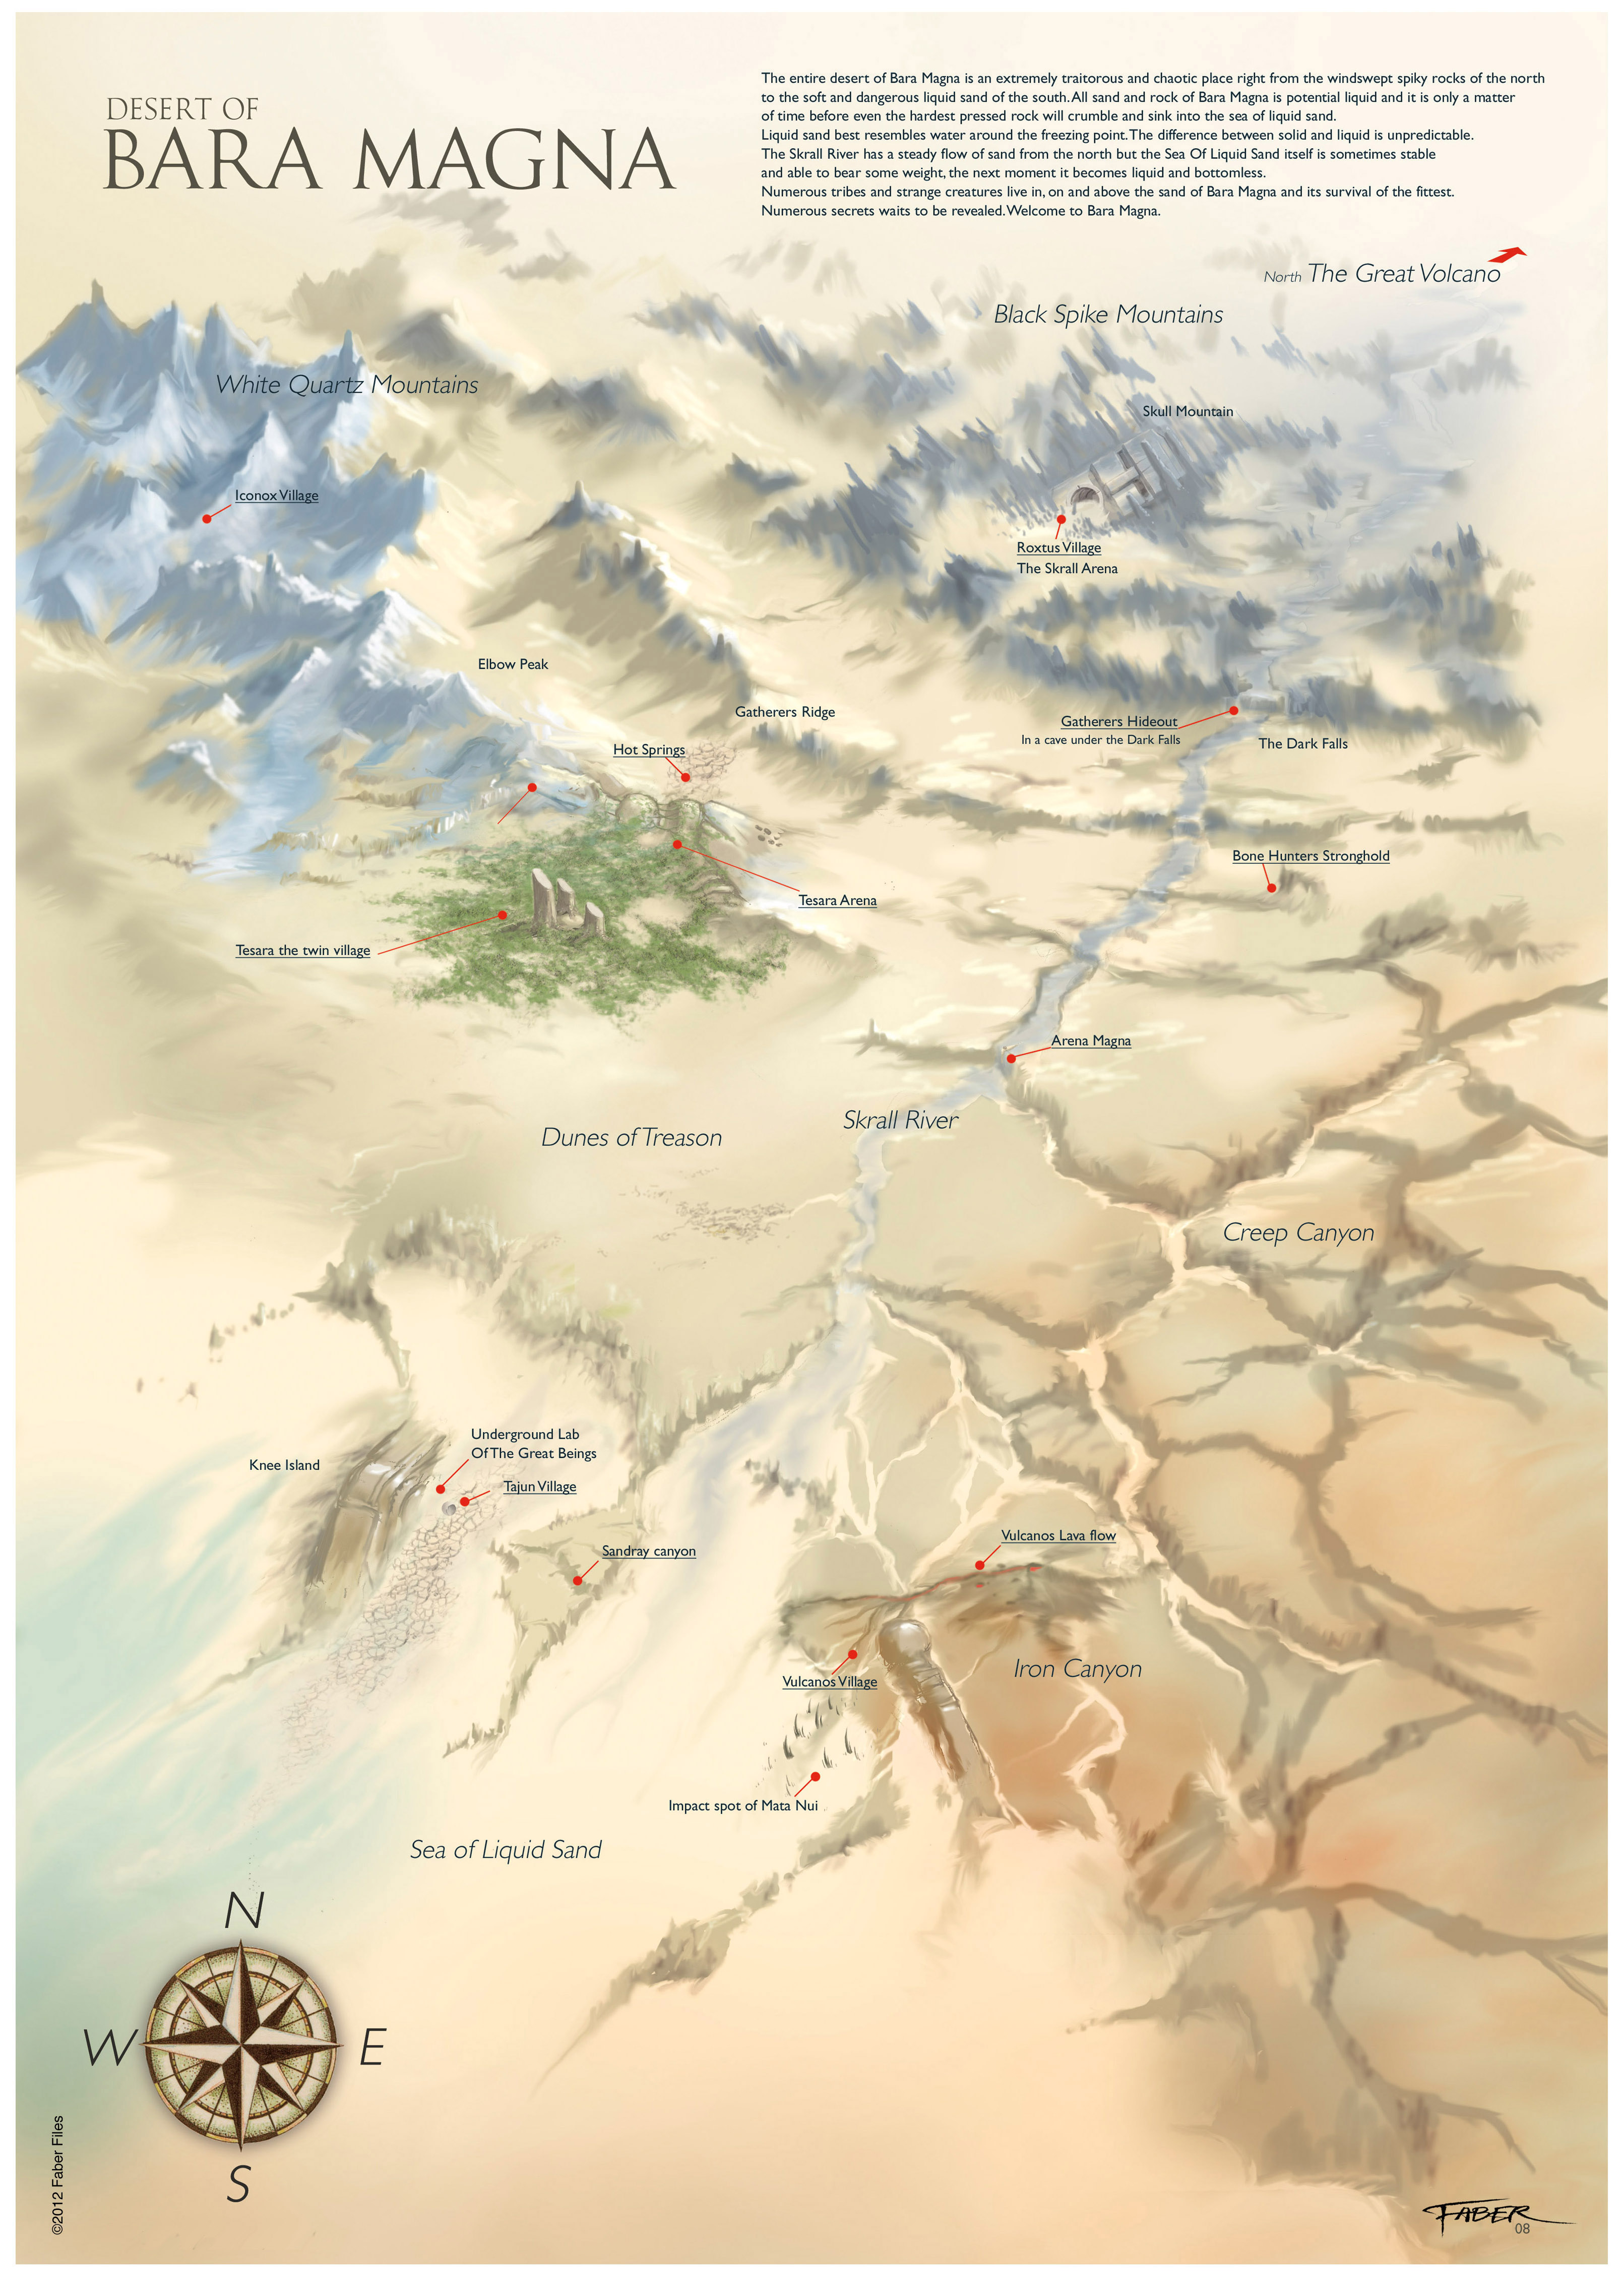 DESERT OF
BARA MAGNA
The entire desert of Bara Magna is an extremely traitorous and chaotic place right from the windswept spiky rocks of the north
to the soft and dangerous liquid sand of the south. All sand and rock of Bara Magna is potential liquid and it is only a matter
of time before even the hardest pressed rock will crumble and sink into the sea of liquid sand.
Liquid sand best resembles water around the freezing point. The difference between solid and liquid is unpredictable.
The Skrall River has a steady flow of sand from the north but the Sea Of Liquid Sand itself is sometimes stable
and able to bear some weight, the next moment it becomes liquid and bottomless.
Numerous tribes and strange creatures live in, on and above the sand of Bara Magna and its survival of the fittest.
Numerous secrets waits to be revealed. Welcome to Bara Magna.
North The Great Volcano
Black Spike Mountains
White Quartz Mountains
Skull Mountain
Iconox Village
Roxtus Village
The Skrall Arena
Elbow Peak
Gatherers Ridge
Gatherers Hideout
In a cave under the Dark Falls
The Dark Falls
Hot Springs
Bone Hunters Stronghold
Tesara Arena
Tesara the twin village
Arena Magna
Skrall River
Dunes of Treason
Creep Canyon
Underground Lab
Of The Great Beings
Knee Island
Tajun Village
Sandray canyon
Vulcanos Lava flow
Vulcanos Village
Iron Canyon
Impact spot of Mata Nui
Sea of Liquid Sand
N
W
E
S
©2012 Faber Files
FABER
08